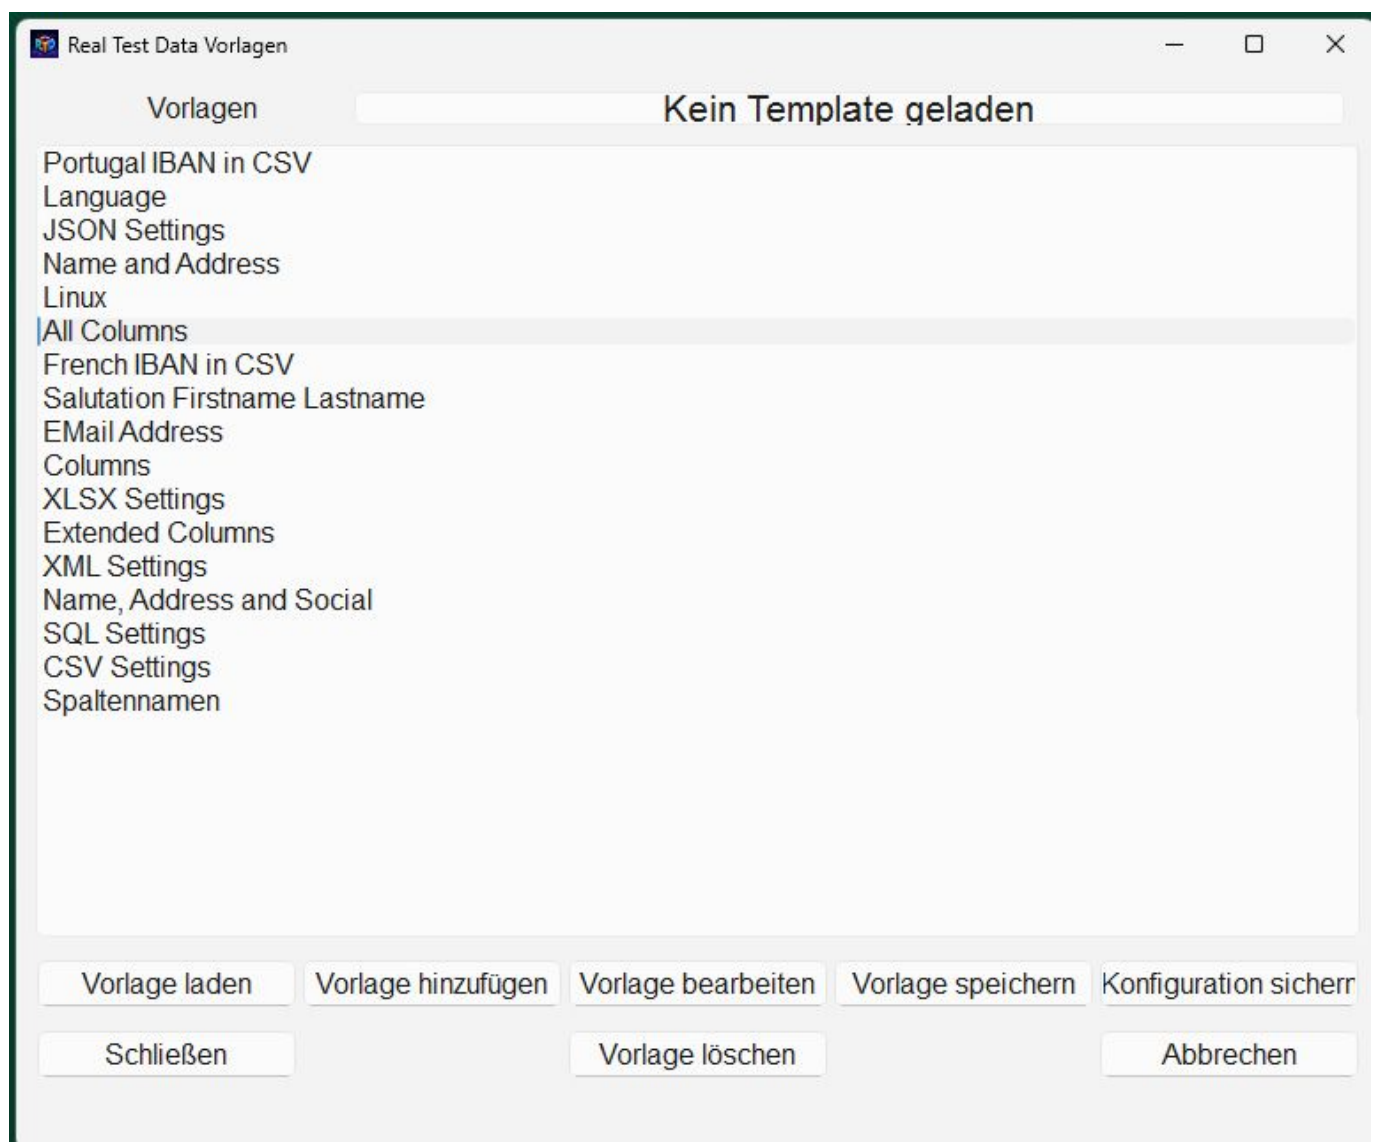 Real Test Data Vorlagen
Vorlagen
Kein Template geladen
Portugal IBAN in CSV
Language
JSON Settings
Name and Address
Linux
All Columns
French IBAN in CSV
Salutation Firstname Lastname
EMail Address
Columns
XLSX Settings
Extended Columns
XML Settings
Name, Address and Social
SQL Settings
CSV Settings
Spaltennamen
Vorlage laden
Vorlage hinzufügen
Vorlage bearbeiten
Vorlage speichern
Konfiguration sichern
Schließen
Vorlage löschen
Abbrechen